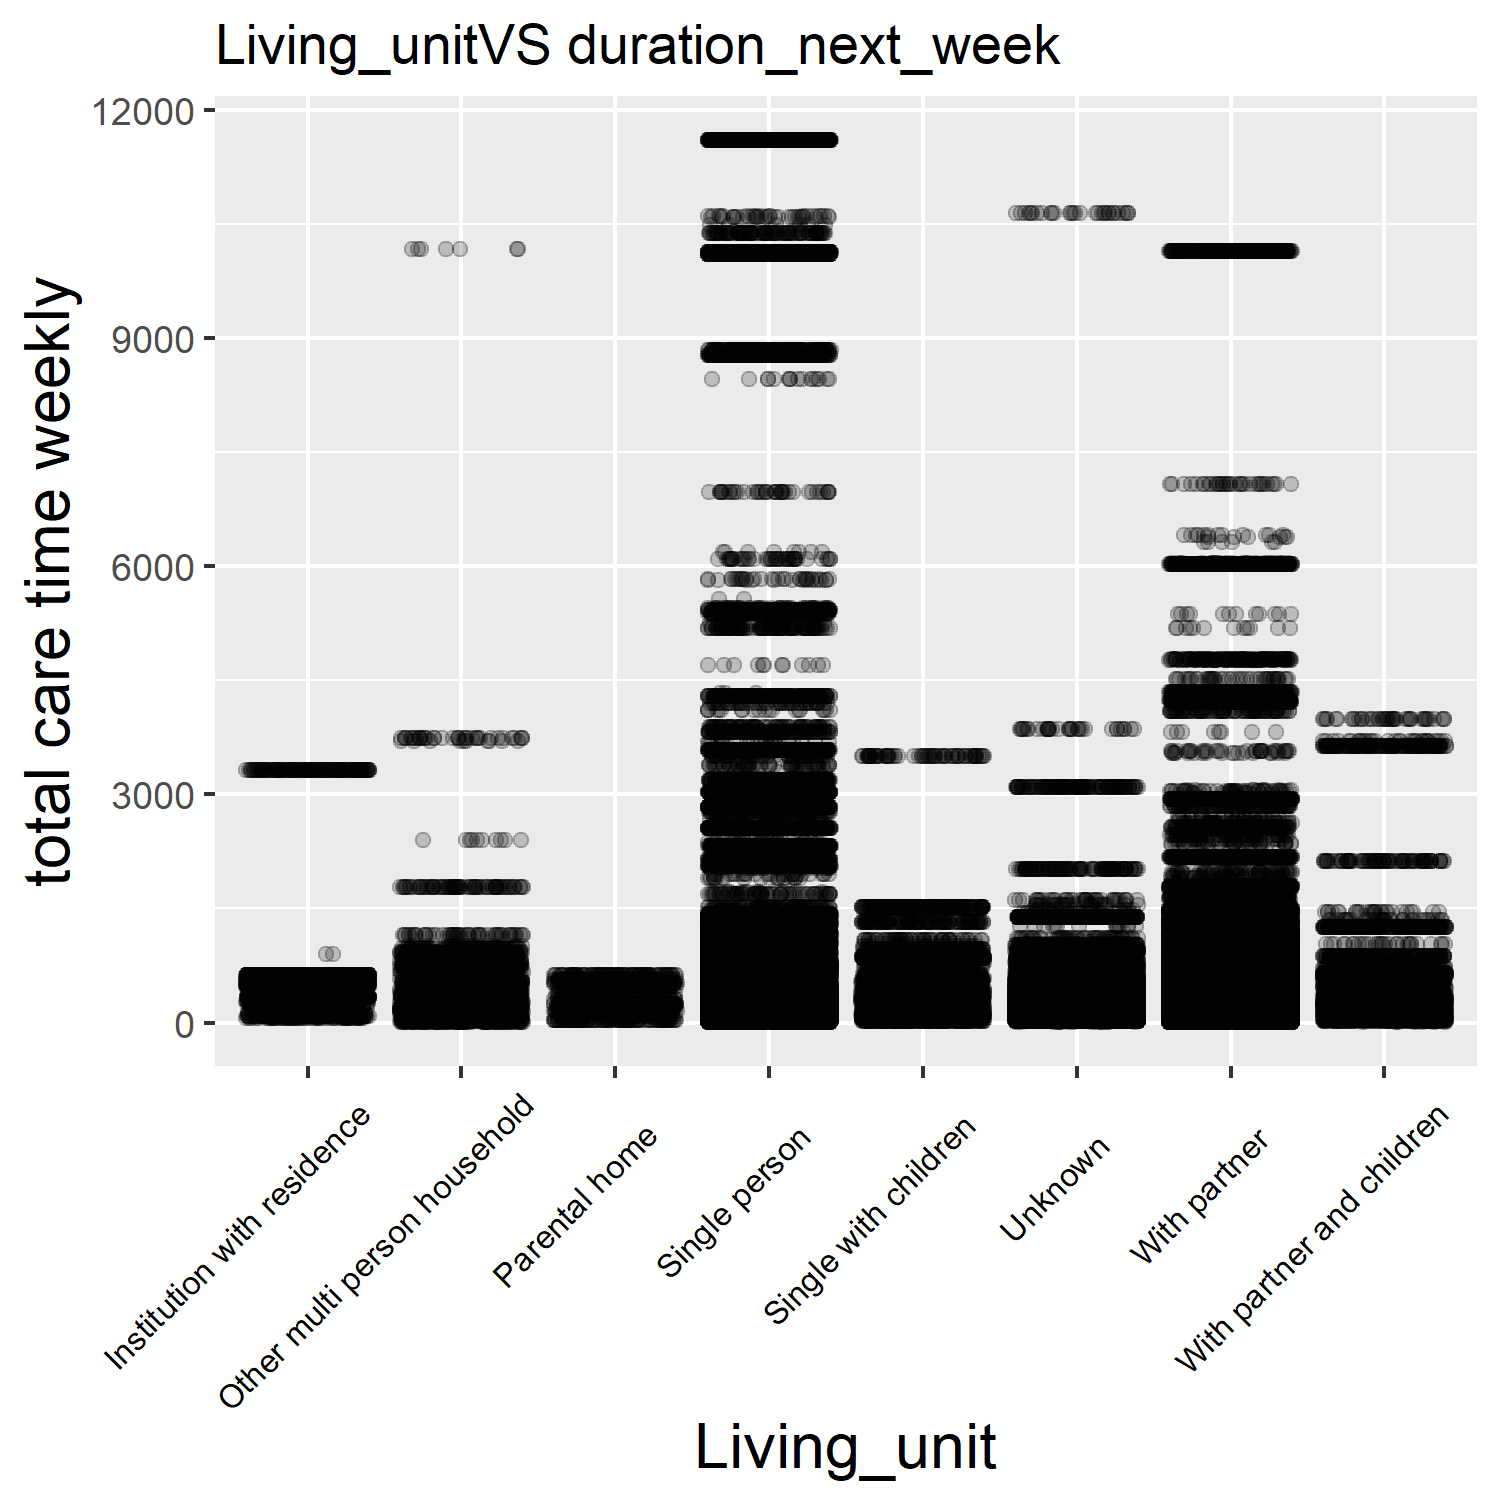 Living_unitVS duration_next_week
12000
9000
6000
3000
0
total care time weekly
Institution with residence
Other multi person household
Parental home
Single person
Single with children
Unknown
With partner
With partner and children
Living_unit